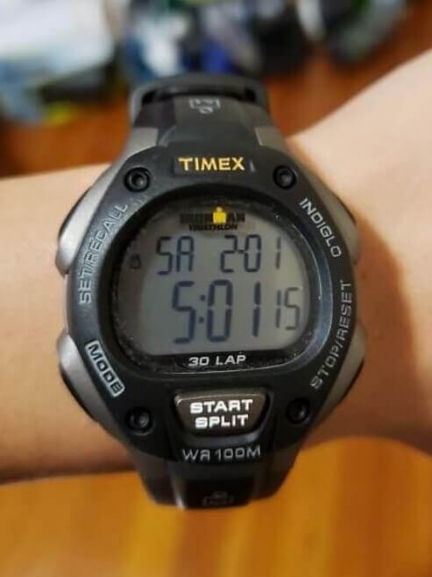 TIMEX
IRONMAN
TRIATHLON
SET/RECALL
INDIGLO
SA 2-01
5:01 15
30 LAP
MODE
STOP/RESET
START
SPLIT
WR 100M